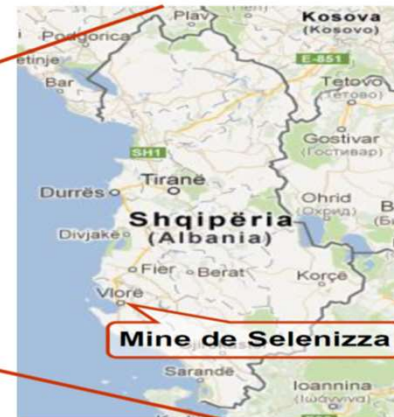 Plav
Kosova
(Kosovo)
Podgorica
etinje
E-851
Bar
Tetovo
(Тетово)
Gostivar
(Гостивар)
SH1
Tiranë
Durrës
Ohrid
(Охрид)
Shqipëria
(Albania)
Divjakë
Fier
Berat
Korçë
Vlorë
Mine de Selenizza
Sarandë
Ioannina
(Ιωάννινα)